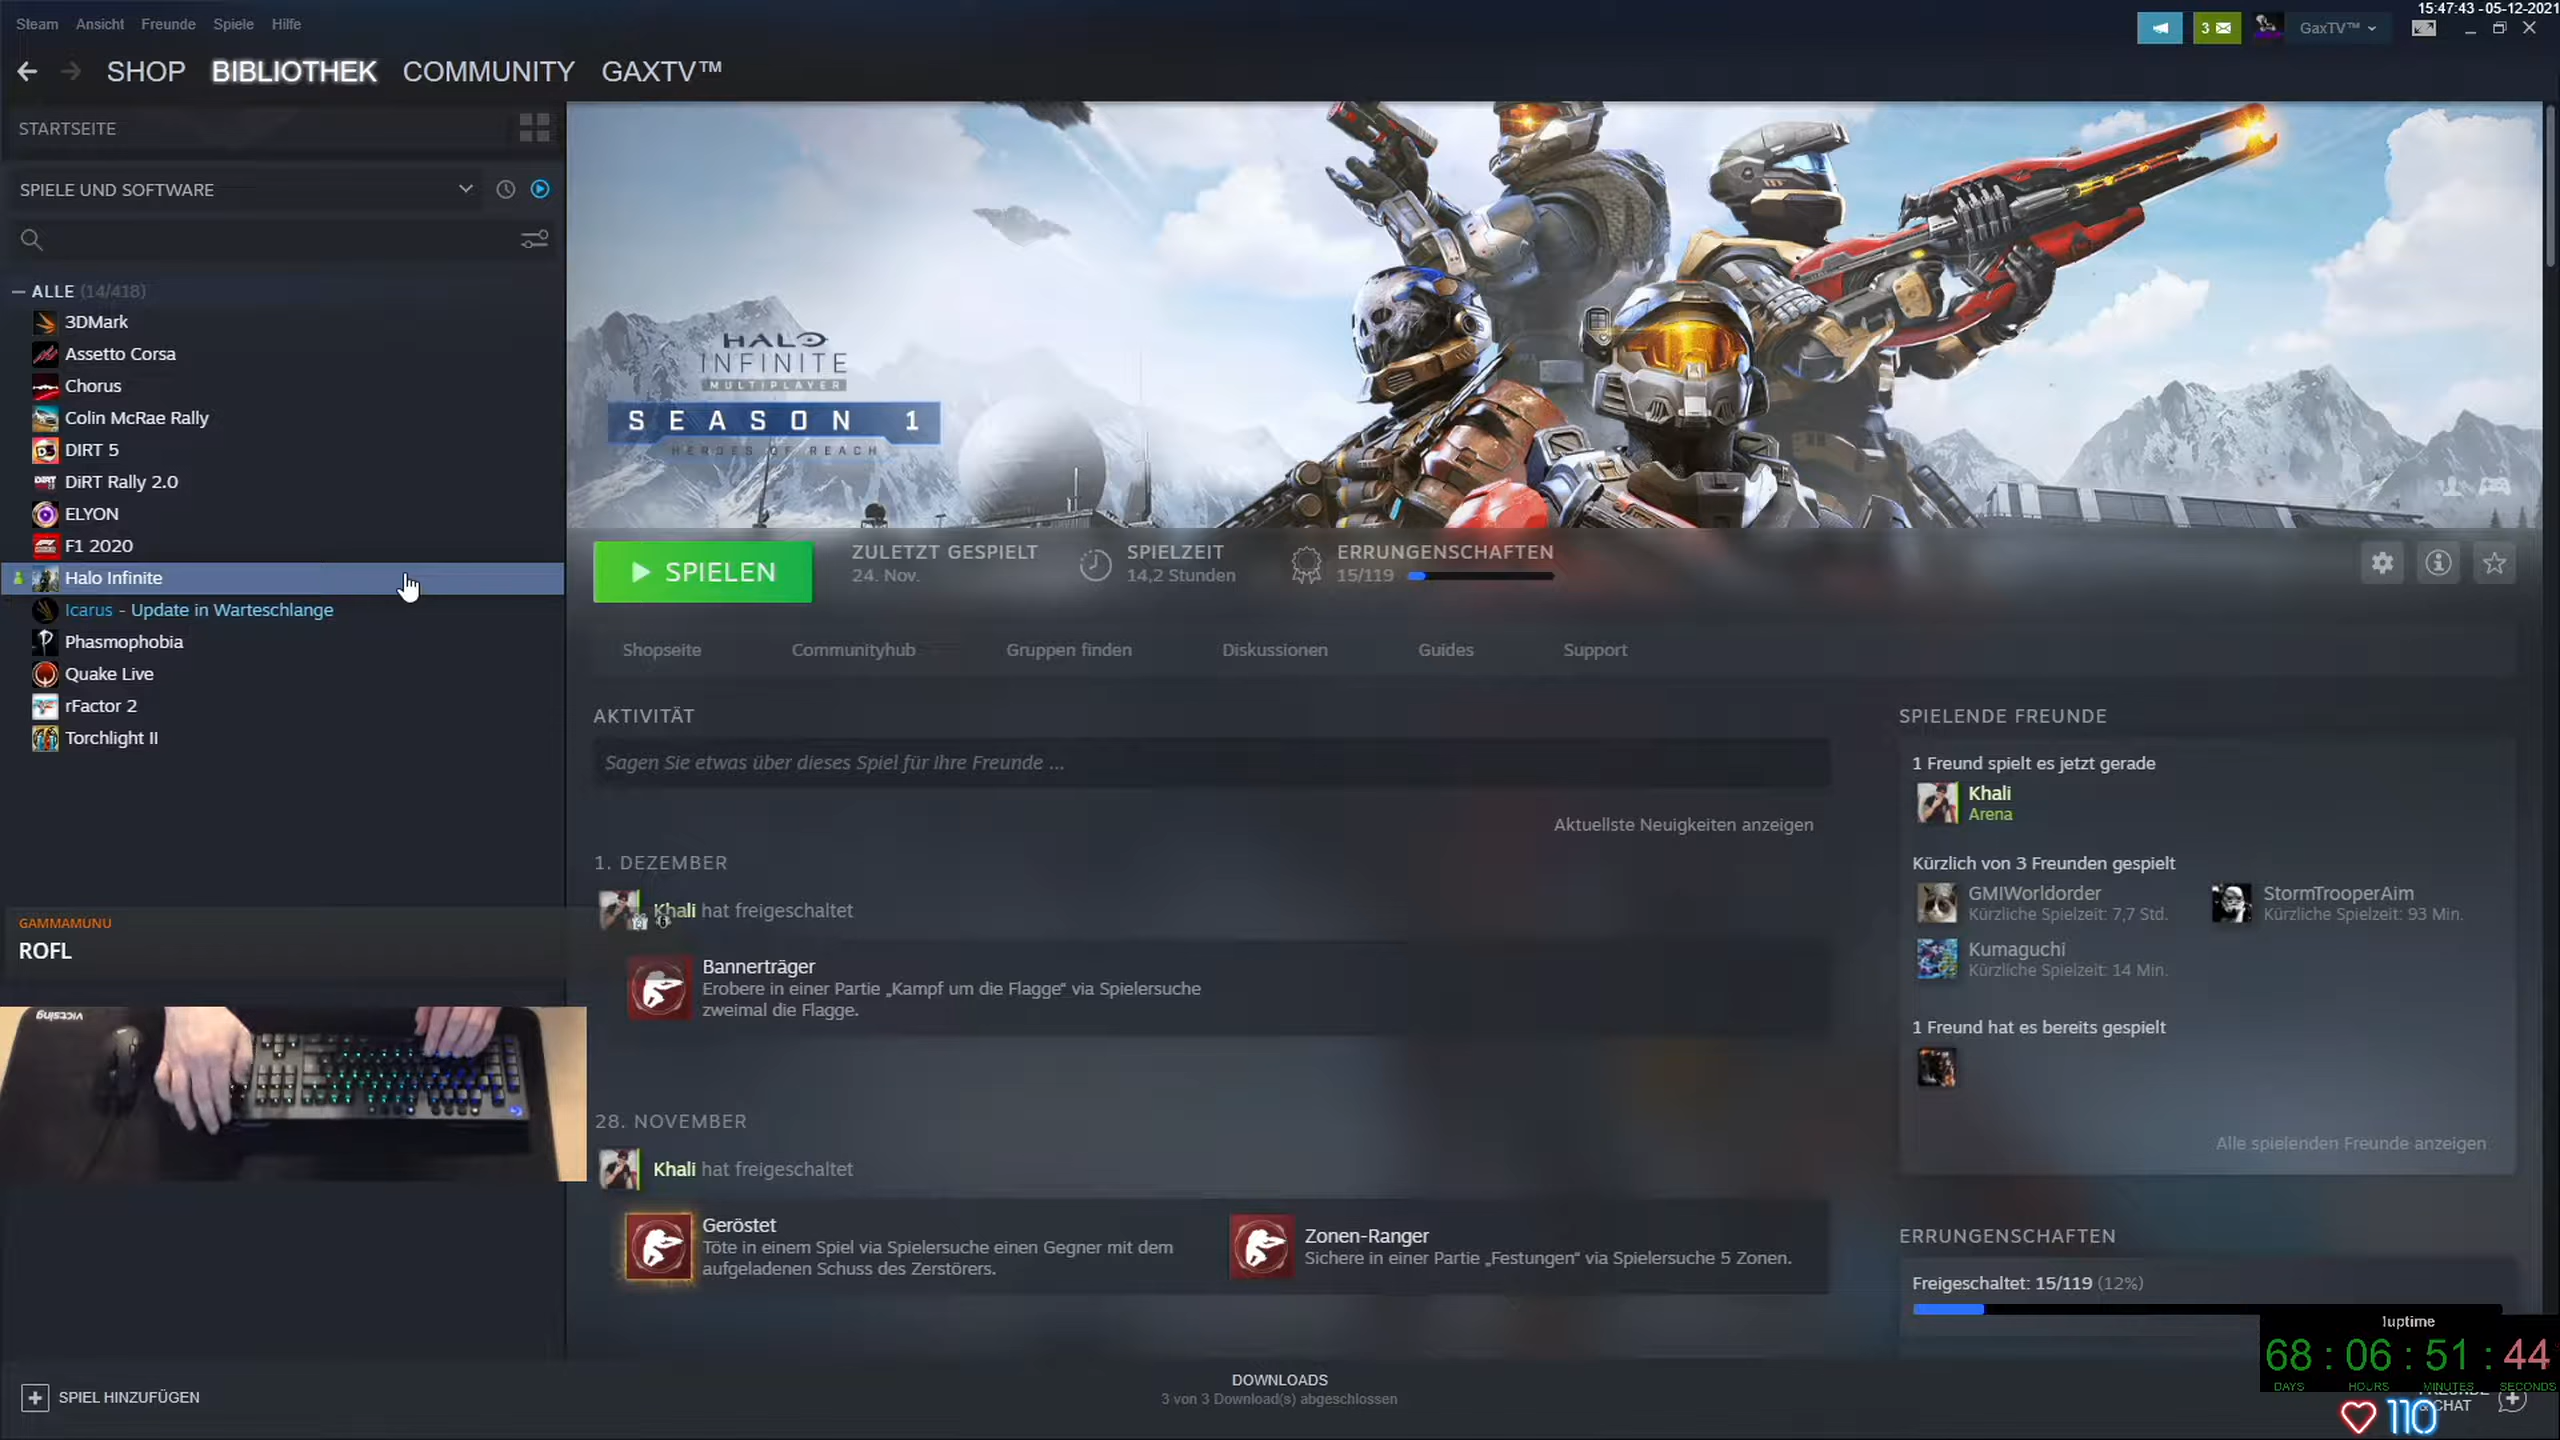 15:47:43 -05-12-2021
Steam Ansicht Freunde Spiele Hilfe
3
GaxTV™
SHOP BIBLIOTHEK COMMUNITY GAXTV™
STARTSEITE
SPIELE UND SOFTWARE
— ALLE (14/418)
3DMark
Assetto Corsa
Chorus
Colin McRae Rally
DIRT 5
DiRT Rally 2.0
ELYON
F1 2020
Halo Infinite
Icarus - Update in Warteschlange
Phasmophobia
Quake Live
rFactor 2
Torchlight II
GAMMAMUNU
ROFL
victsing
SPIEL HINZUFÜGEN
HALO
INFINITE
MULTIPLAYER
SEASON 1
HEROES OF REACH
SPIELEN
ZULETZT GESPIELT
24. Nov.
SPIELZEIT
14,2 Stunden
ERRUNGENSCHAFTEN
15/119
Shopseite Communityhub Gruppen finden Diskussionen Guides Support
AKTIVITÄT
Sagen Sie etwas über dieses Spiel für Ihre Freunde ...
Aktuellste Neuigkeiten anzeigen
1. DEZEMBER
Khali hat freigeschaltet
Bannerträger
Erobere in einer Partie „Kampf um die Flagge“ via Spielersuche
zweimal die Flagge.
28. NOVEMBER
Khali hat freigeschaltet
Geröstet
Töte in einem Spiel via Spielersuche einen Gegner mit dem
aufgeladenen Schuss des Zerstörers.
Zonen-Ranger
Sichere in einer Partie „Festungen“ via Spielersuche 5 Zonen.
SPIELENDE FREUNDE
1 Freund spielt es jetzt gerade
Khali
Arena
Kürzlich von 3 Freunden gespielt
GMIWorldorder
Kürzliche Spielzeit: 7,7 Std.
StormTrooperAim
Kürzliche Spielzeit: 93 Min.
Kumaguchi
Kürzliche Spielzeit: 14 Min.
1 Freund hat es bereits gespielt
Alle spielenden Freunde anzeigen
ERRUNGENSCHAFTEN
Freigeschaltet: 15/119 (12%)
!uptime
68 : 06 : 51 : 44
DAYS HOURS MINUTES SECONDS
DOWNLOADS
3 von 3 Download(s) abgeschlossen
CHAT
110